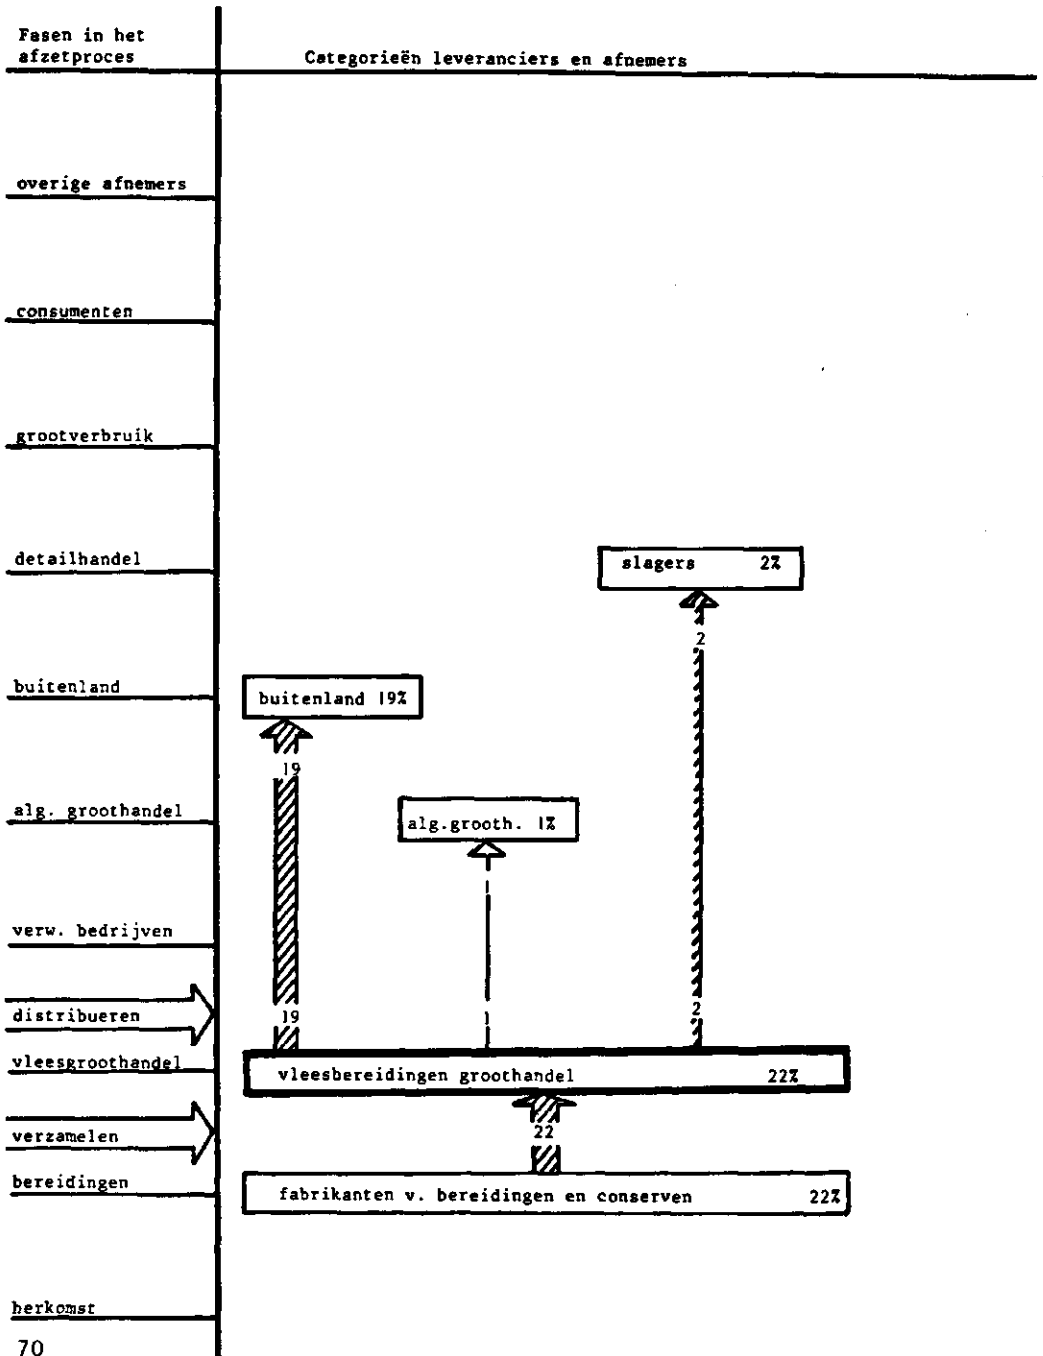 Fasen in het
afzetproces
Categorieën leveranciers en afnemers
overige afnemers
consumenten
grootverbruik
detailhandel
slagers 2%
2
buitenland
buitenland 19%
19
alg. groothandel
alg.grooth. 1%
verw. bedrijven
distribueren
19
1
2
vleesgroothandel
vleesbereidingen groothandel 22%
verzamelen
22
bereidingen
fabrikanten v. bereidingen en conserven 22%
herkomst
70